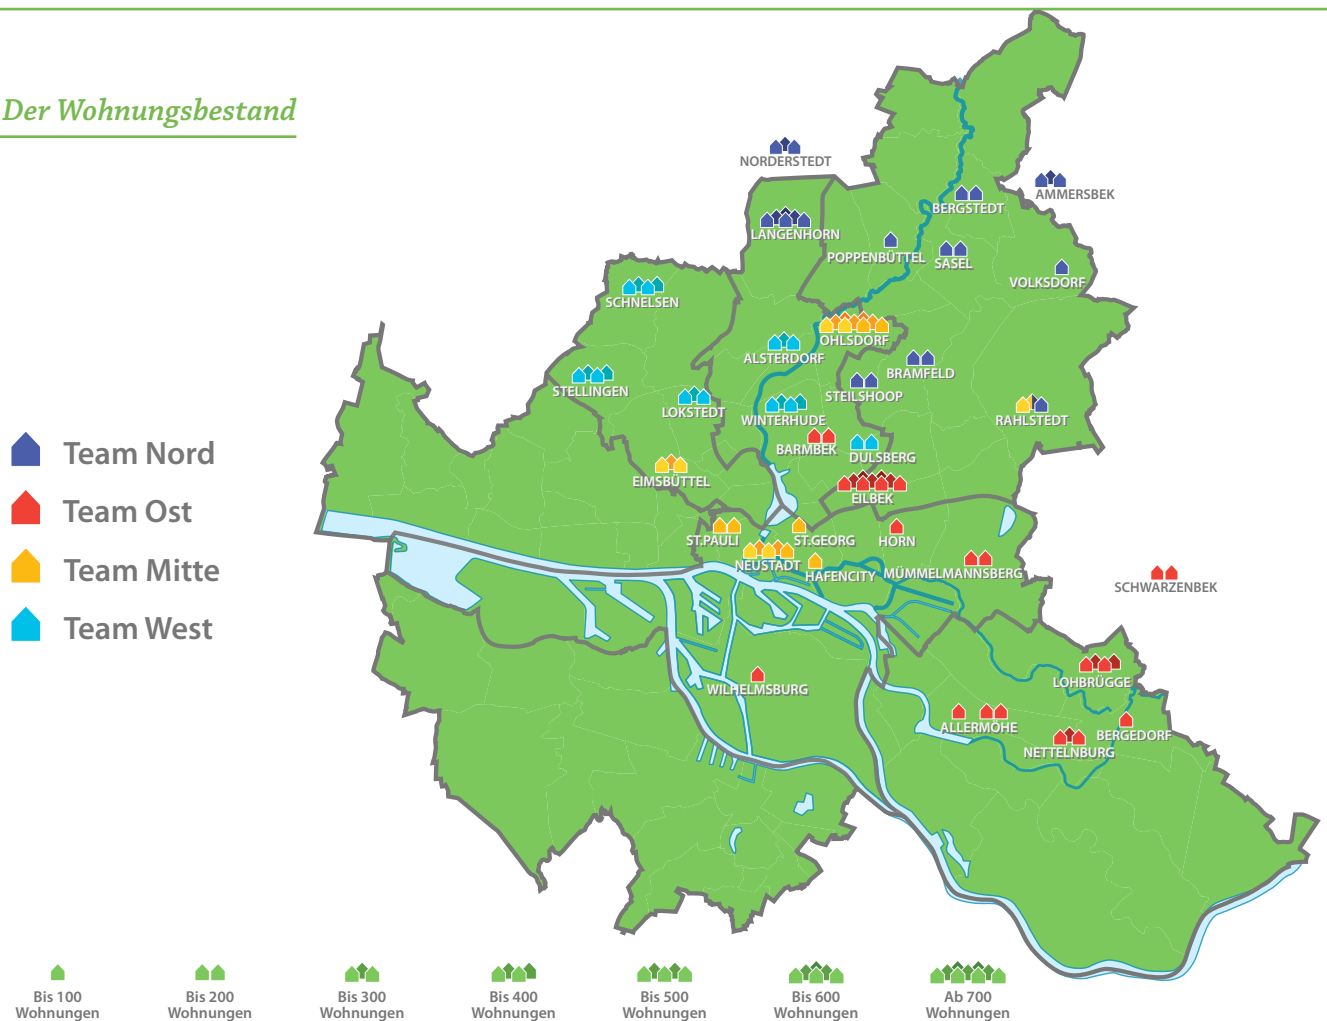 Der Wohnungsbestand
NORDERSTEDT
AMMERSBEK
BERGSTEDT
LANGENHORN
POPPENBÜTTEL
SASEL
VOLKSDORF
SCHNELSEN
OHLSDORF
ALSTERDORF
BRAMFELD
STELLINGEN
STEILSHOOP
LOKSTEDT
WINTERHUDE
RAHLSTEDT
BARMBEK
DULSBERG
EIMSBÜTTEL
EILBEK
ST.PAULI
ST.GEORG
HORN
NEUSTADT
HAFENCITY
MÜMMELMANNSBERG
SCHWARZENBEK
WILHELMSBURG
LOHBRÜGGE
ALLERMÖHE
BERGEDORF
NETTELNBURG
Team Nord
Team Ost
Team Mitte
Team West
Bis 100
Wohnungen
Bis 200
Wohnungen
Bis 300
Wohnungen
Bis 400
Wohnungen
Bis 500
Wohnungen
Bis 600
Wohnungen
Ab 700
Wohnungen